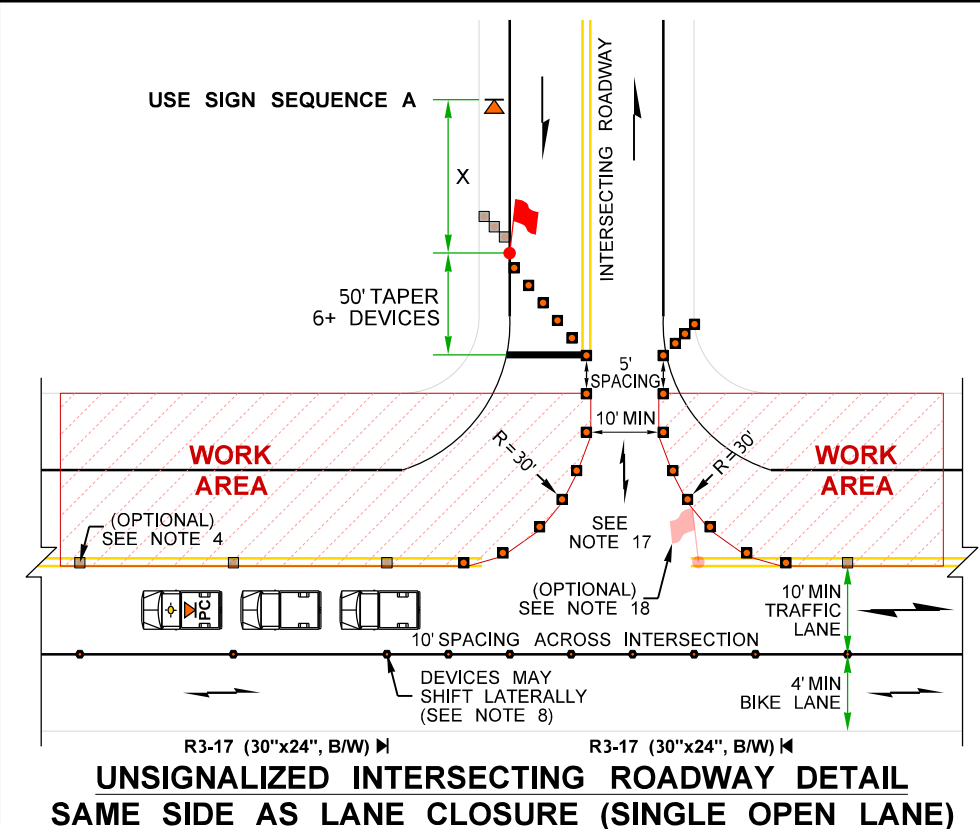 USE SIGN SEQUENCE A
X
INTERSECTING ROADWAY
50' TAPER
6+ DEVICES
5'
SPACING
10' MIN
WORK
AREA
R=30'
R=30'
WORK
AREA
(OPTIONAL)
SEE NOTE 4
SEE
NOTE 17
(OPTIONAL)
SEE NOTE 18
10' MIN
TRAFFIC
LANE
PC
10' SPACING ACROSS INTERSECTION
DEVICES MAY
SHIFT LATERALLY
(SEE NOTE 8)
4' MIN
BIKE LANE
R3-17 (30"x24", B/W)
R3-17 (30"x24", B/W)
UNSIGNALIZED INTERSECTING ROADWAY DETAIL
SAME SIDE AS LANE CLOSURE (SINGLE OPEN LANE)